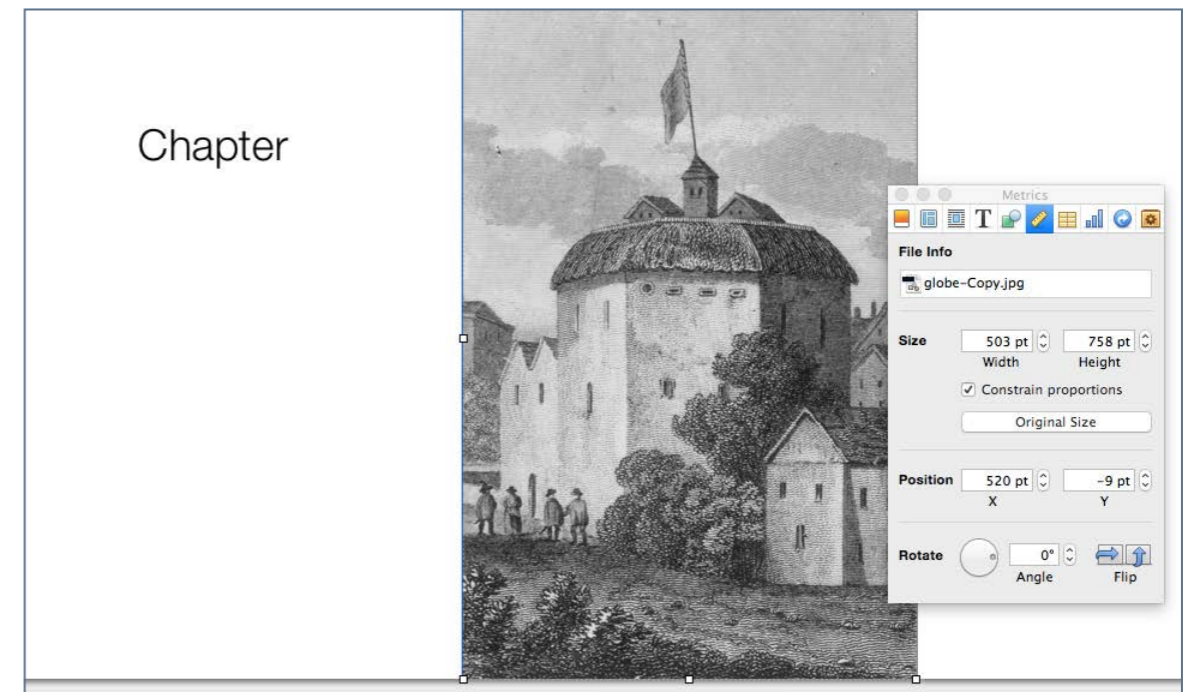 Chapter
Metrics
T
File Info
globe-Copy.jpg
Size 503 pt 758 pt
Width Height
Constrain proportions
Original Size
Position 520 pt -9 pt
X Y
Rotate 0°
Angle Flip